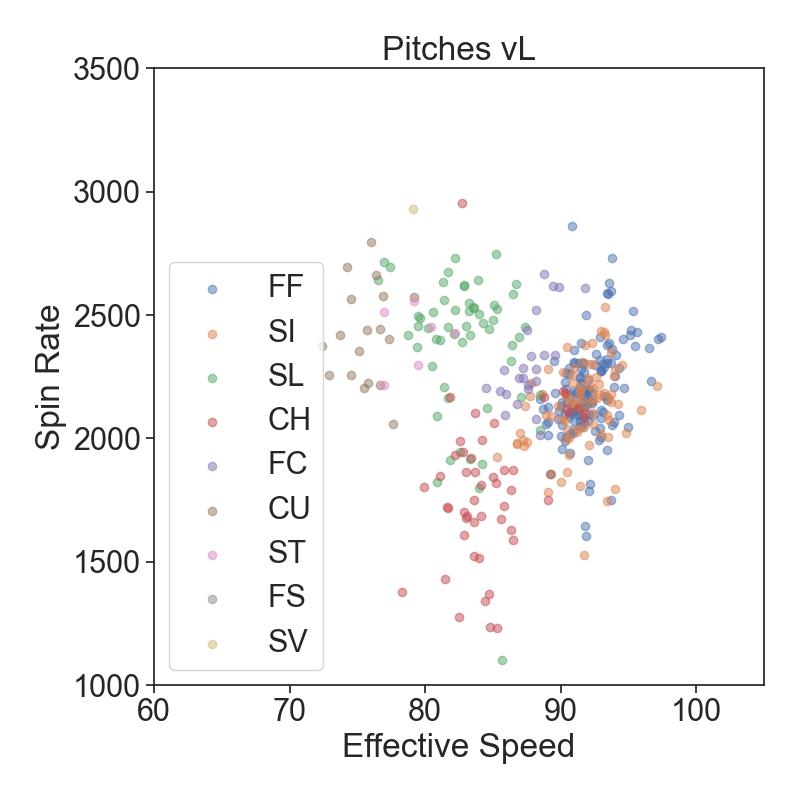 Pitches vL
3500
3000
2500
2000
1500
1000
Spin Rate
FF
SI
SL
CH
FC
CU
ST
FS
SV
60 70 80 90 100
Effective Speed